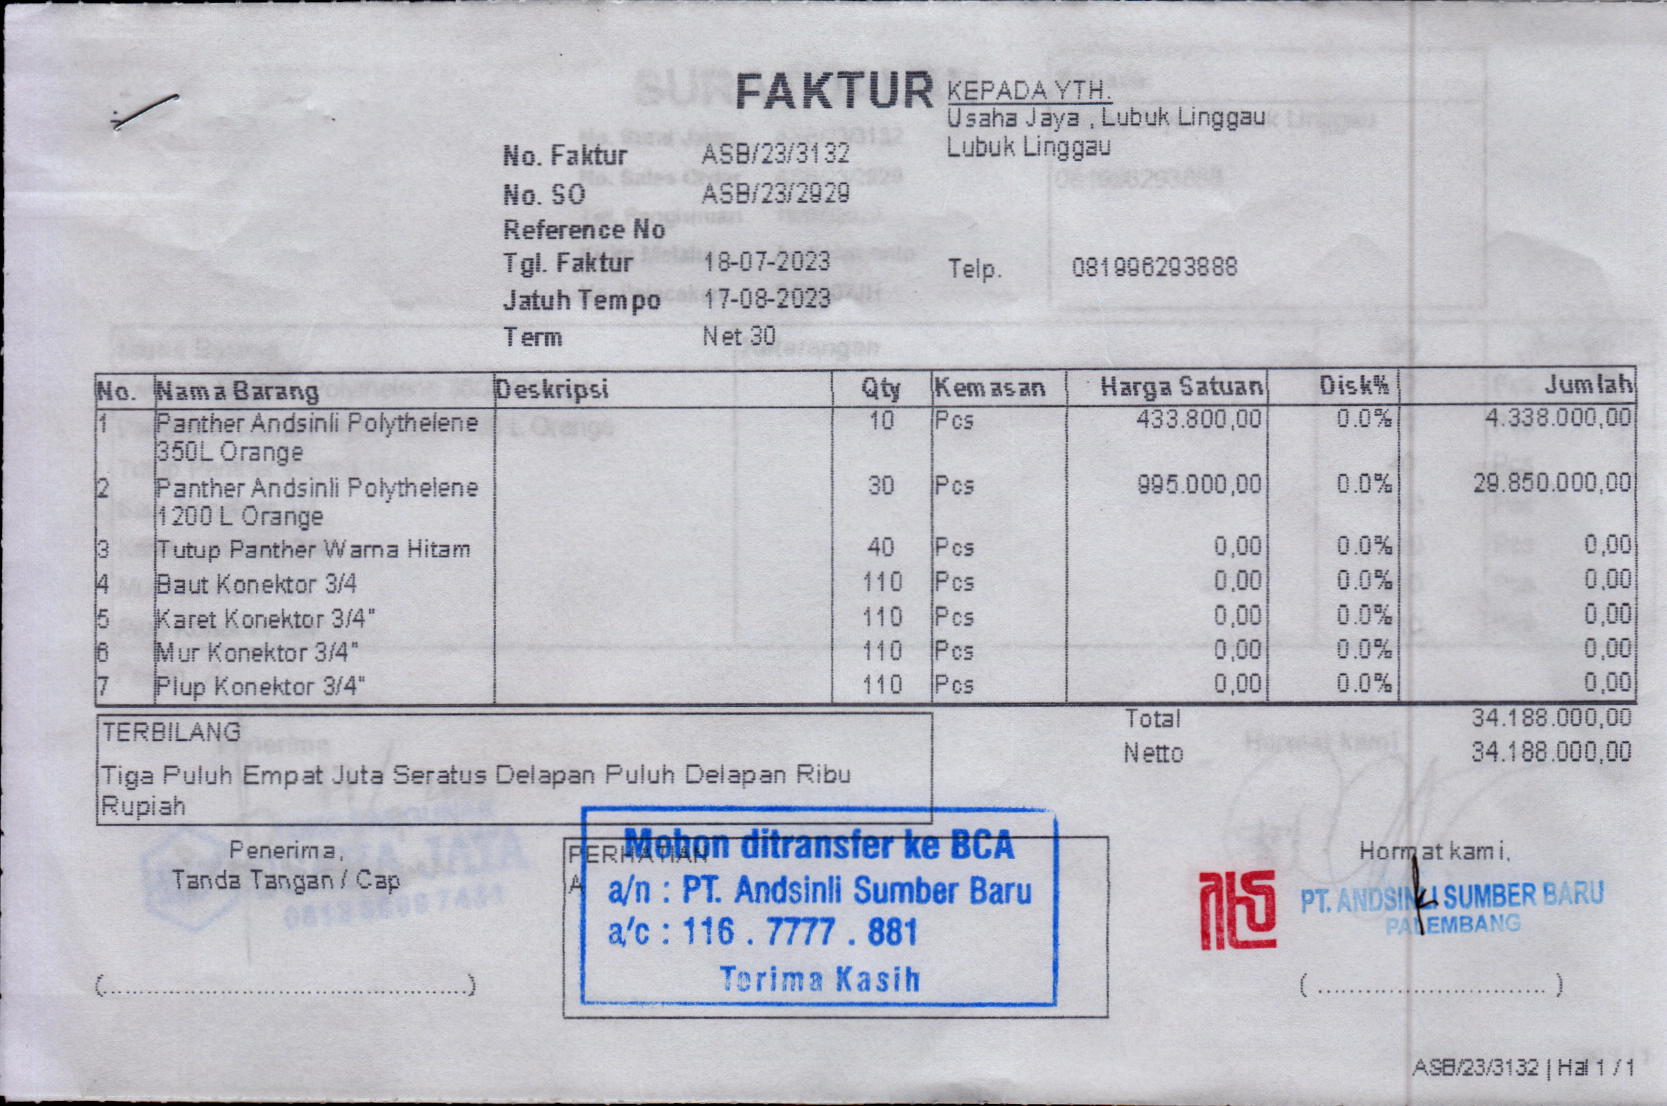 FAKTUR
KEPADA YTH.
Usaha Jaya , Lubuk Linggau
Lubuk Linggau
No. Faktur ASB/23/3132
No. SO ASB/23/2929
Reference No
Tgl. Faktur 18-07-2023
Telp. 081996293888
Jatuh Tempo 17-08-2023
Term Net 30
No. Nama Barang Deskripsi Qty Kemasan Harga Satuan Disk% Jumlah
1 Panther Andsinli Polythelene 10 Pcs 433.800,00 0.0% 4.338.000,00
350L Orange
2 Panther Andsinli Polythelene 30 Pcs 995.000,00 0.0% 29.850.000,00
1200 L Orange
3 Tutup Panther Warna Hitam 40 Pcs 0,00 0.0% 0,00
4 Baut Konektor 3/4 110 Pcs 0,00 0.0% 0,00
5 Karet Konektor 3/4" 110 Pcs 0,00 0.0% 0,00
6 Mur Konektor 3/4" 110 Pcs 0,00 0.0% 0,00
7 Plup Konektor 3/4" 110 Pcs 0,00 0.0% 0,00
Total 34.188.000,00
Netto 34.188.000,00
TERBILANG
Tiga Puluh Empat Juta Seratus Delapan Puluh Delapan Ribu
Rupiah
Penerima,
Tanda Tangan / Cap
(..............................................)
PERHATIAN
A
Mohon ditransfer ke BCA
a/n : PT. Andsinli Sumber Baru
a/c : 116 . 7777 . 881
Terima Kasih
Hormat kami,
PT. ANDSINLI SUMBER BARU
PALEMBANG
( ............................ )
ASB/23/3132 | Hal 1 / 1